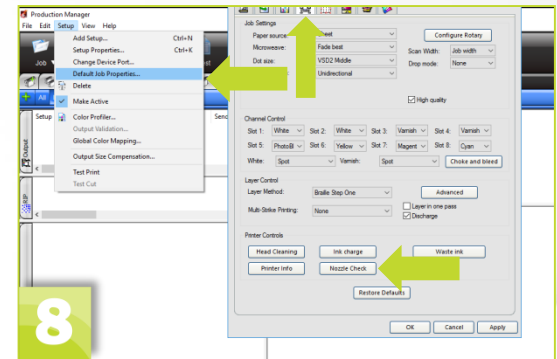 Production Manager
File Edit Setup View Help
Job
Add Setup... Ctrl+N
Setup Properties... Ctrl+K
Change Device Port...
Default Job Properties...
Delete
Make Active
Color Profiler...
Output Validation...
Global Color Mapping...
Output Size Compensation...
Test Print
Test Cut
All
Setup
Output
RIP
Job Settings
Paper source:
Configure Rotary
Microweave: Fade best Scan Width: Job width
Dot size: VSD2 Middle Drop mode: None
Unidirectional
High quality
Channel Control
Slot 1: White Slot 2: White Slot 3: Varnish Slot 4: Varnish
Slot 5: PhotoBl Slot 6: Yellow Slot 7: Magent Slot 8: Cyan
White: Spot Varnish: Spot Choke and bleed
Layer Control
Layer Method: Braille Step One Advanced
Multi-Strike Printing: None Layer in one pass
Discharge
Printer Controls
Head Cleaning Ink charge Waste ink
Printer Info Nozzle Check
Restore Defaults
OK Cancel Apply
8